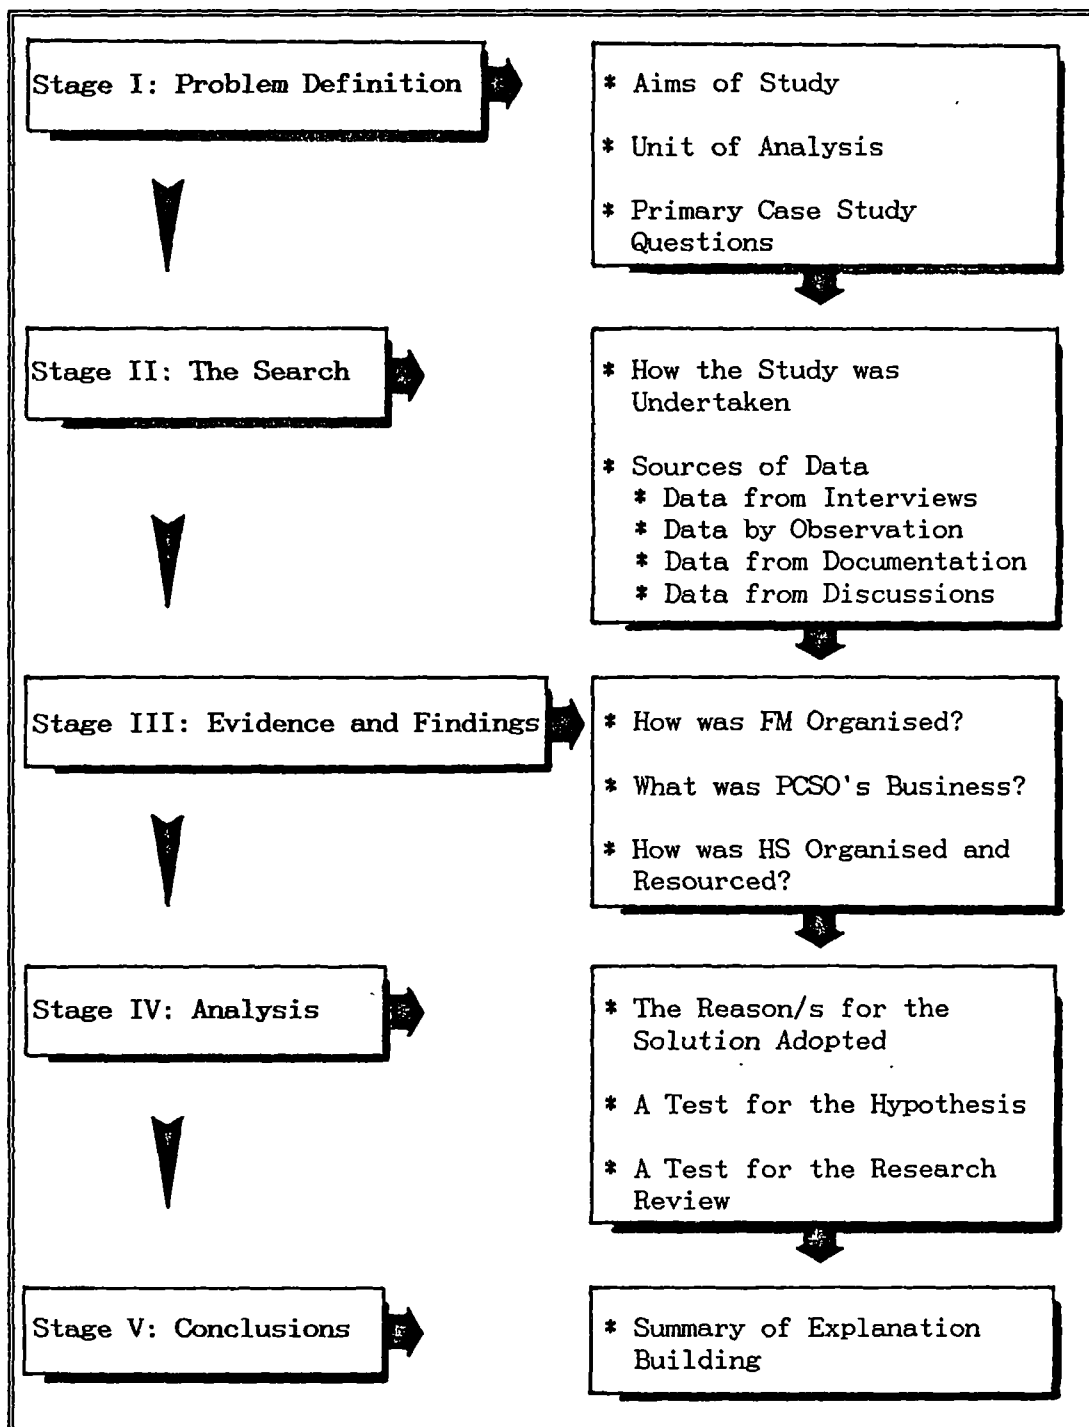 Stage I: Problem Definition
* Aims of Study
* Unit of Analysis
* Primary Case Study
Questions
Stage II: The Search
* How the Study was
Undertaken
* Sources of Data
* Data from Interviews
* Data by Observation
* Data from Documentation
* Data from Discussions
Stage III: Evidence and Findings
* How was FM Organised?
* What was PCSO's Business?
* How was HS Organised and
Resourced?
Stage IV: Analysis
* The Reason/s for the
Solution Adopted
* A Test for the Hypothesis
* A Test for the Research
Review
Stage V: Conclusions
* Summary of Explanation
Building